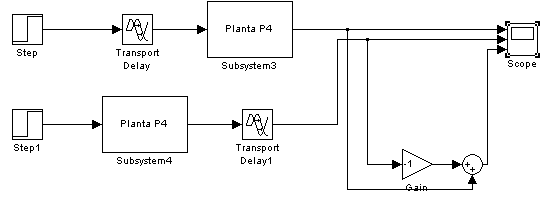 Step
Transport
Delay
Planta P4
Subsystem3
Scope
Step1
Planta P4
Subsystem4
Transport
Delay1
-1
Gain
+
+